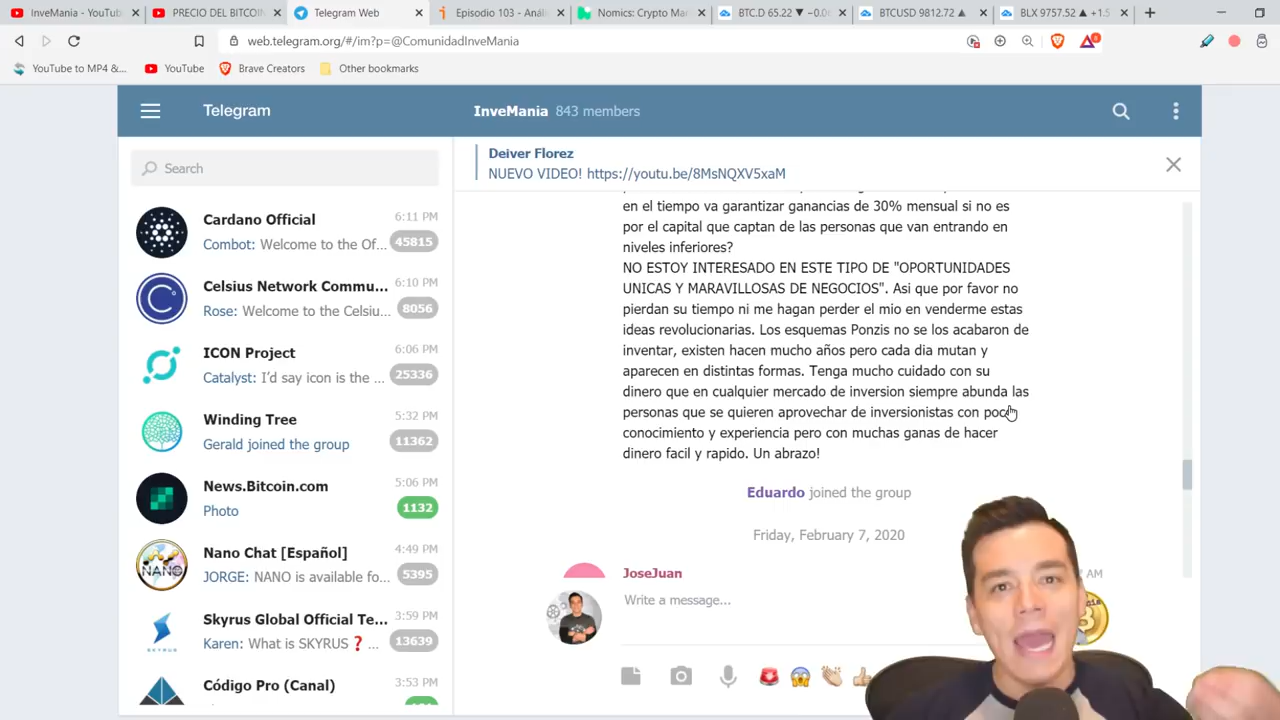 inveMania - YouTu
PRECIO DEL BITCOIN
Telegram Web
Episodio 103 - Análi
Nomics: Crypto Ma
BTC.D 65.22 ▼ −0.0
BTCUSD 9812.72 ▲
BLX 9757.52 ▲ +1.5
web.telegram.org/#/im?p=@ComunidadInveMania
YouTube to MP4 &...
YouTube
Brave Creators
Other bookmarks
Telegram
InveMania 843 members
Search
Deiver Florez
NUEVO VIDEO! https://youtu.be/8MsNQXV5xaM
Cardano Official 6:11 PM
Combot: Welcome to the Of... 45815
Celsius Network Commu... 6:10 PM
Rose: Welcome to the Celsiu... 8056
ICON Project 6:06 PM
Catalyst: I'd say icon is the ... 25336
Winding Tree 5:32 PM
Gerald joined the group 11362
News.Bitcoin.com 5:06 PM
Photo 1132
Nano Chat [Español] 4:49 PM
JORGE: NANO is available fo... 5395
Skyrus Global Official Te... 3:59 PM
Karen: What is SKYRUS❓ ... 13639
Código Pro (Canal) 3:53 PM
en el tiempo va garantizar ganancias de 30% mensual si no es
por el capital que captan de las personas que van entrando en
niveles inferiores?
NO ESTOY INTERESADO EN ESTE TIPO DE "OPORTUNIDADES
UNICAS Y MARAVILLOSAS DE NEGOCIOS". Asi que por favor no
pierdan su tiempo ni me hagan perder el mio en venderme estas
ideas revolucionarias. Los esquemas Ponzis no se los acabaron de
inventar, existen hacen mucho años pero cada dia mutan y
aparecen en distintas formas. Tenga mucho cuidado con su
dinero que en cualquier mercado de inversion siempre abunda las
personas que se quieren aprovechar de inversionistas con poca
conocimiento y experiencia pero con muchas ganas de hacer
dinero facil y rapido. Un abrazo!
Eduardo joined the group
Friday, February 7, 2020
JoseJuan AM
Write a message...
NANO
SKYRUS